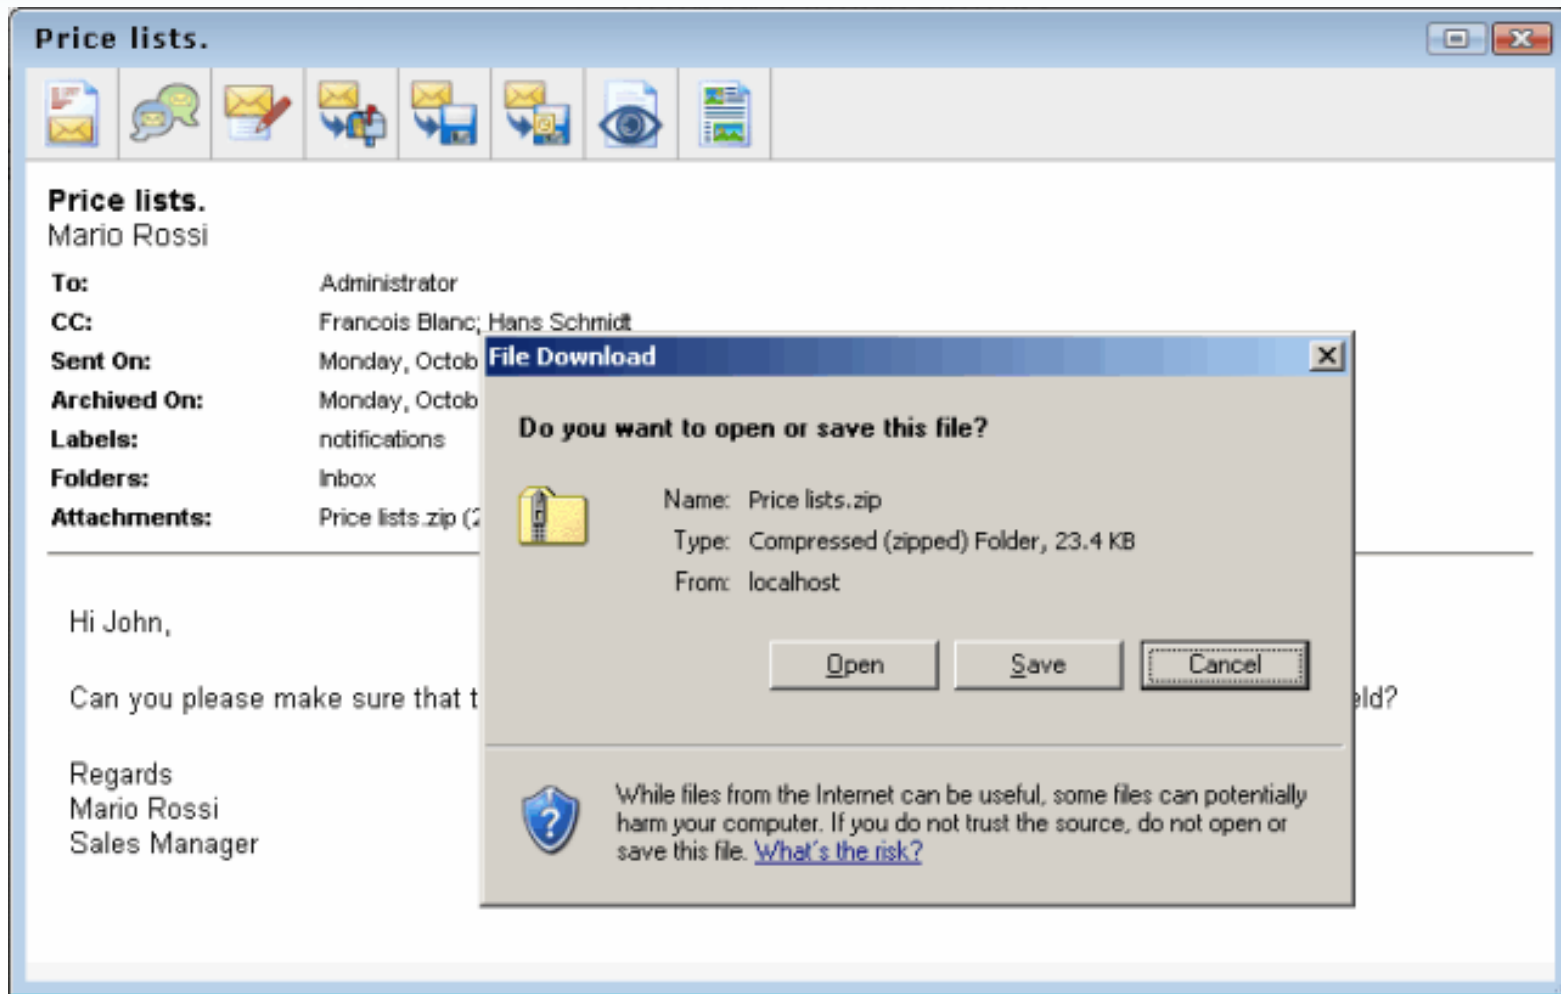 Price lists.
Price lists.
Mario Rossi
To: Administrator
CC: Francois Blanc; Hans Schmidt
Sent On: Monday, Octob
Archived On: Monday, Octob
Labels: notifications
Folders: Inbox
Attachments: Price lists.zip (2
Hi John,
Can you please make sure that t
eld?
Regards
Mario Rossi
Sales Manager
File Download
Do you want to open or save this file?
Name: Price lists.zip
Type: Compressed (zipped) Folder, 23.4 KB
From: localhost
Open Save Cancel
While files from the Internet can be useful, some files can potentially
harm your computer. If you do not trust the source, do not open or
save this file. What's the risk?